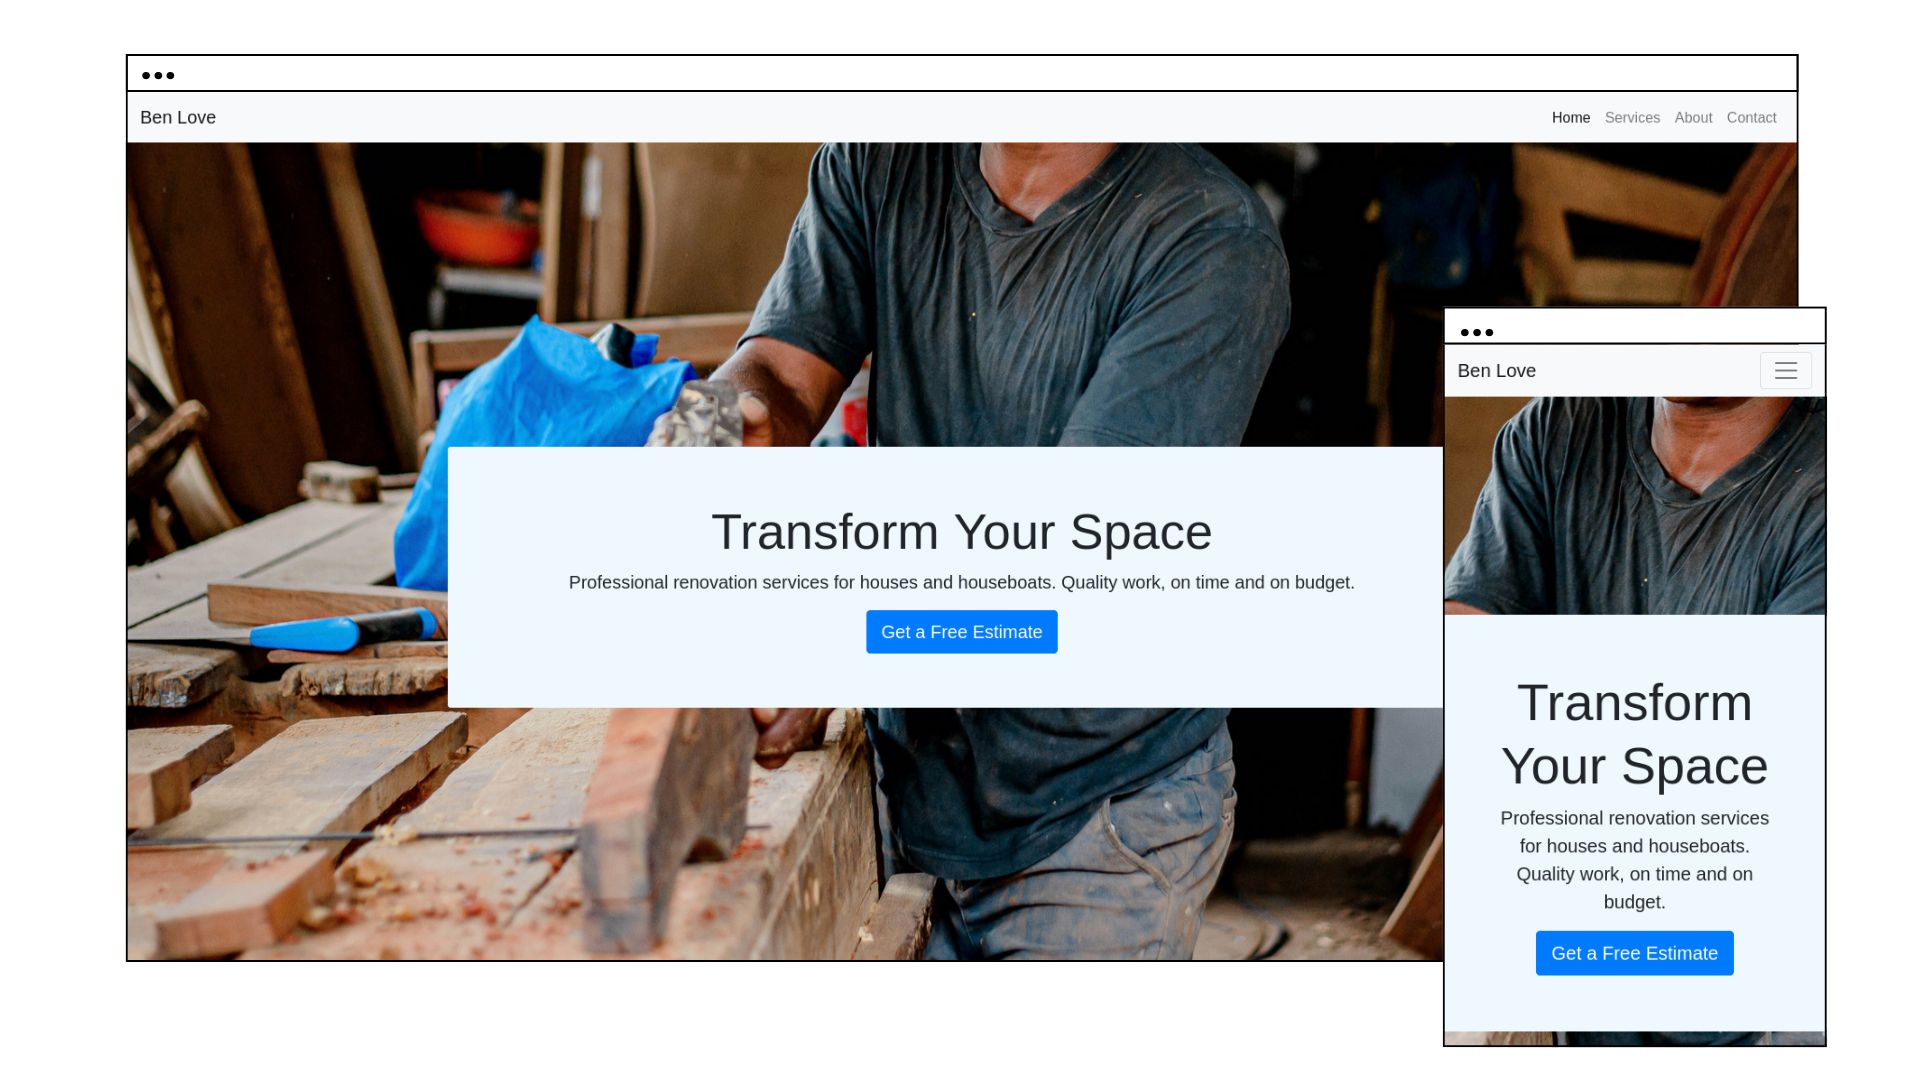 Ben Love
Home Services About Contact
Transform Your Space
Professional renovation services for houses and houseboats. Quality work, on time and on budget.
Get a Free Estimate
Ben Love
Transform
Your Space
Professional renovation services
for houses and houseboats.
Quality work, on time and on
budget.
Get a Free Estimate